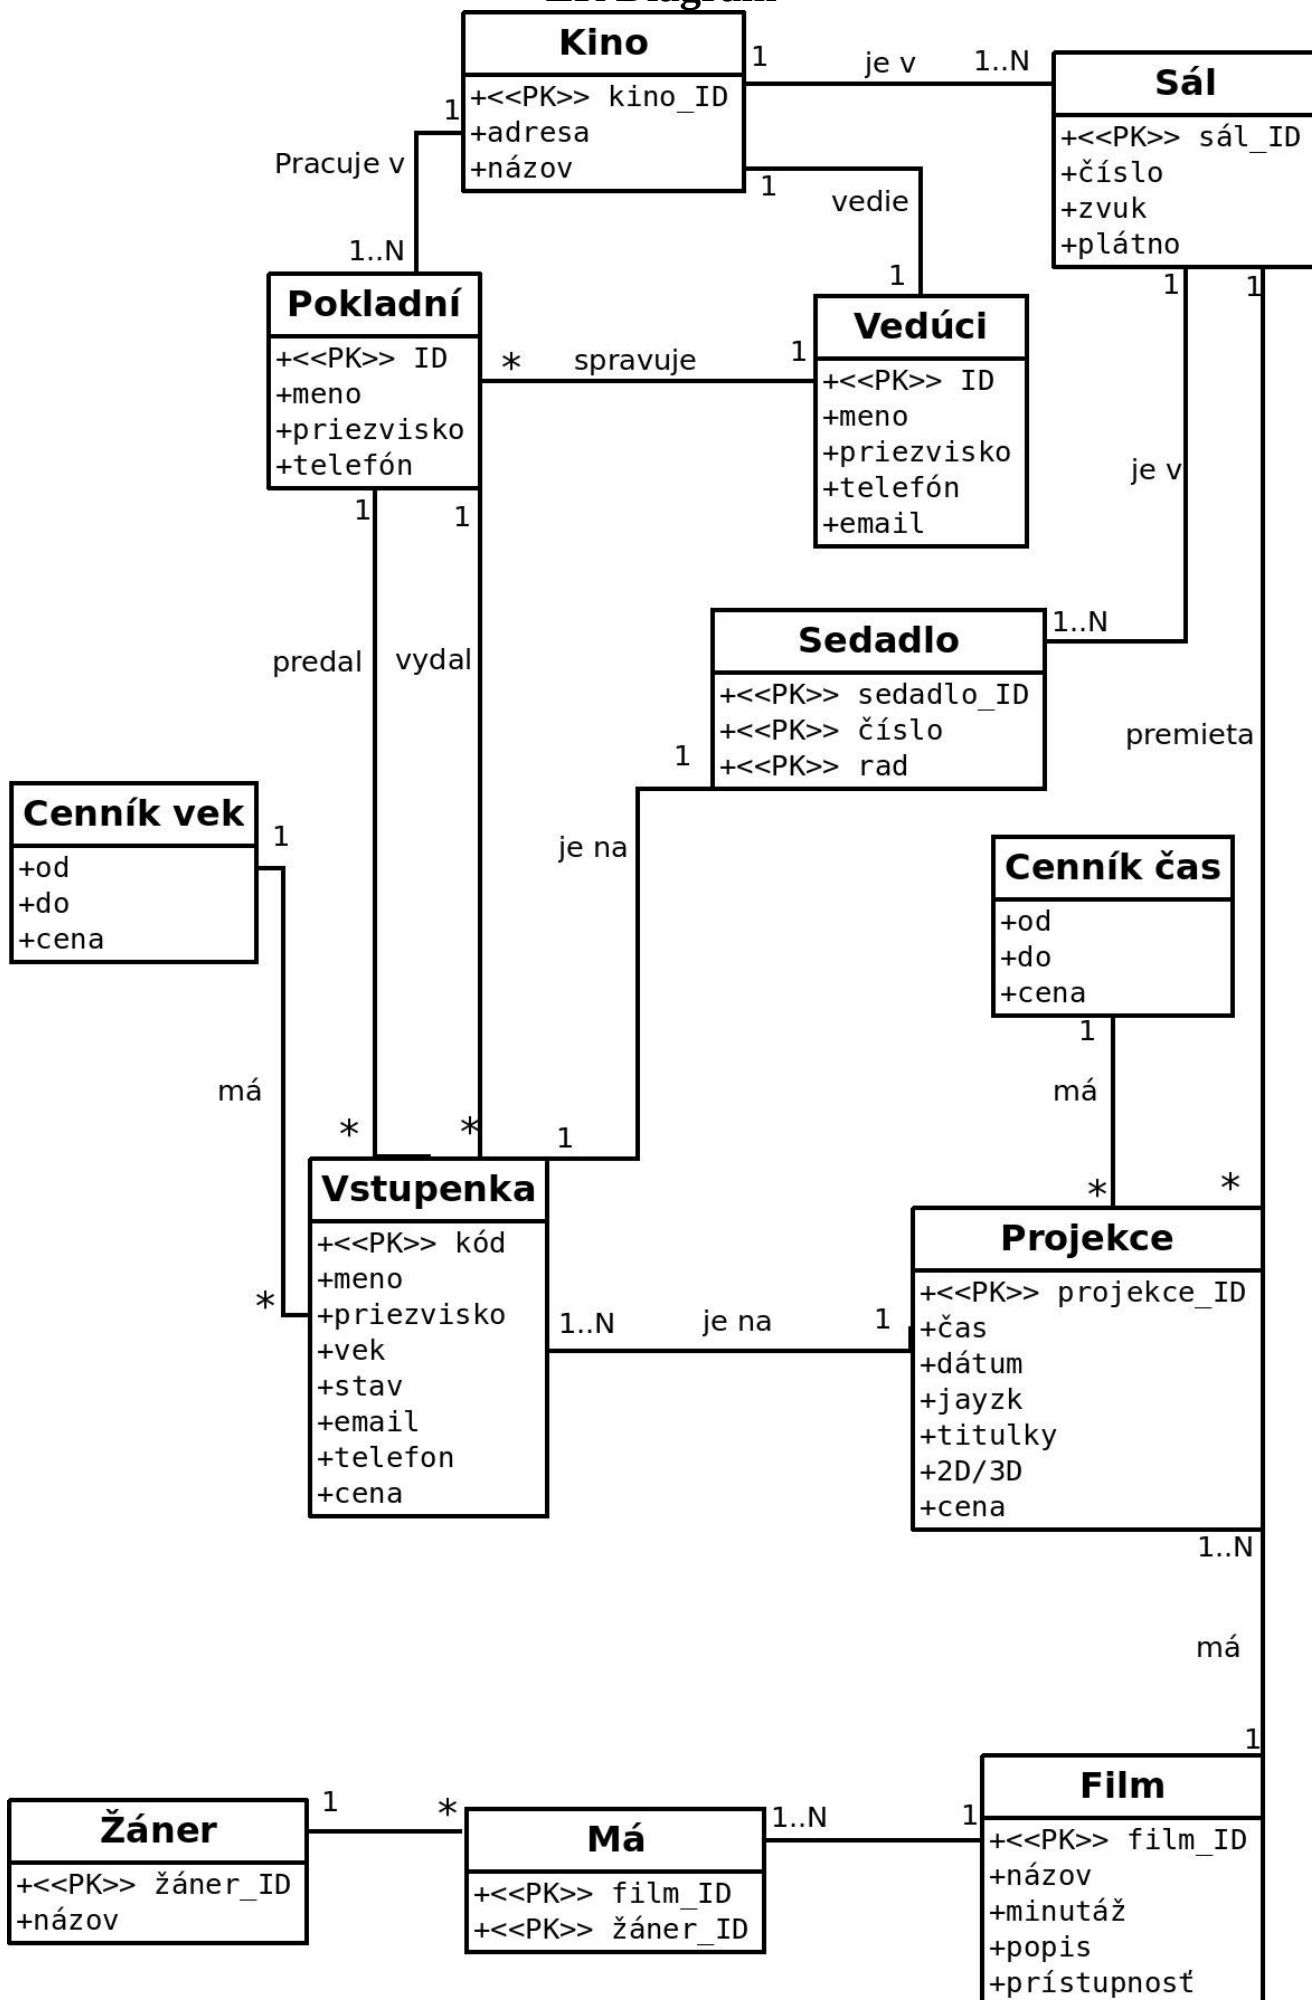 ER Diagram
Kino
+<<PK>> kino_ID
+adresa
+názov
1
je v
1..N
Sál
+<<PK>> sál_ID
+číslo
+zvuk
+plátno
1
Pracuje v
1..N
1
vedie
1
Pokladní
+<<PK>> ID
+meno
+priezvisko
+telefón
*
spravuje
1
Vedúci
+<<PK>> ID
+meno
+priezvisko
+telefón
+email
1
1
je v
1..N
1
1
predal
vydal
*
*
Sedadlo
+<<PK>> sedadlo_ID
+<<PK>> číslo
+<<PK>> rad
1
je na
1
premieta
*
Cenník vek
+od
+do
+cena
1
má
*
Cenník čas
+od
+do
+cena
1
má
*
Vstupenka
+<<PK>> kód
+meno
+priezvisko
+vek
+stav
+email
+telefon
+cena
1..N
je na
1
Projekce
+<<PK>> projekce_ID
+čas
+dátum
+jayzk
+titulky
+2D/3D
+cena
1..N
má
1
Žáner
+<<PK>> žáner_ID
+názov
1
*
Má
+<<PK>> film_ID
+<<PK>> žáner_ID
1..N
1
Film
+<<PK>> film_ID
+názov
+minutáž
+popis
+prístupnosť